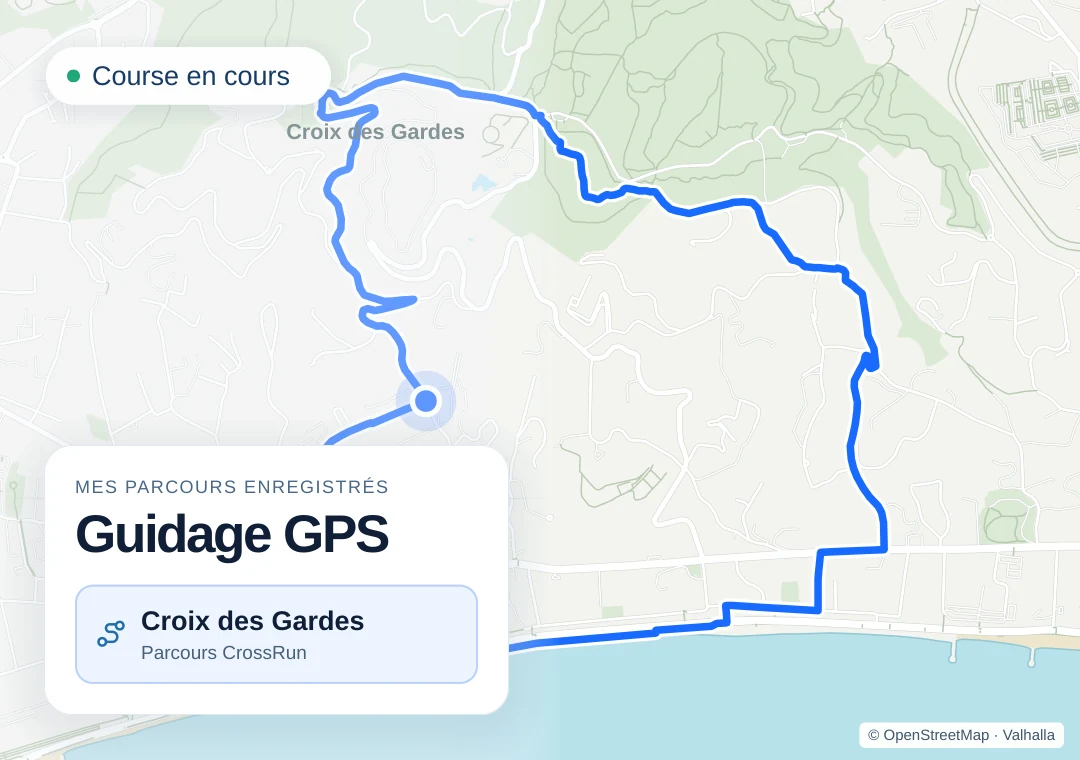 Course en cours
Croix des Gardes
MES PARCOURS ENREGISTRÉS
Guidage GPS
Croix des Gardes
Parcours CrossRun
© OpenStreetMap · Valhalla